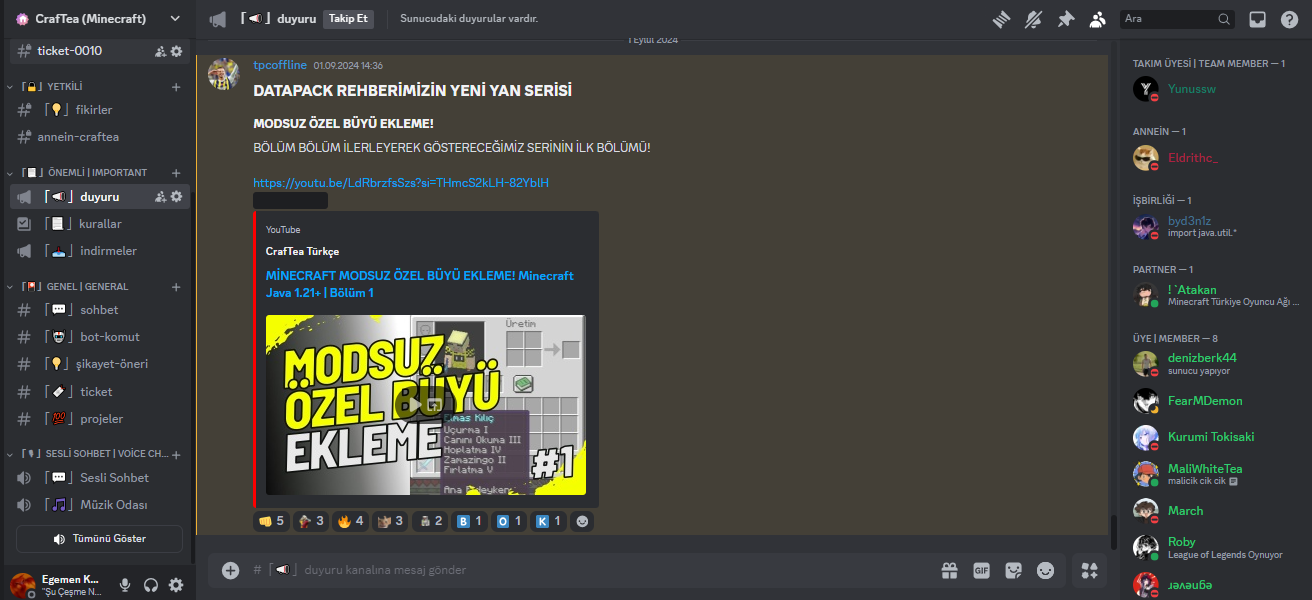 CrafTea (Minecraft)
ticket-0010
YETKİLİ
fikirler
annein-craftea
ÖNEMLİ | IMPORTANT
duyuru
kurallar
indirmeler
GENEL | GENERAL
sohbet
bot-komut
şikayet-öneri
ticket
projeler
SESLİ SOHBET | VOİCE CH...
Sesli Sohbet
Müzik Odası
Tümünü Göster
Egemen K...
"Şu Çeşme N...
duyuru
Takip Et
Sunucudaki duyurular vardır.
Ara
1 Eylül 2024
tpcoffline 01.09.2024 14:36
DATAPACK REHBERİMİZİN YENİ YAN SERİSİ
MODSUZ ÖZEL BÜYÜ EKLEME!
BÖLÜM BÖLÜM İLERLEYEREK GÖSTERECEĞİMİZ SERİNİN İLK BÖLÜMÜ!
https://youtu.be/LdRbrzfsSzs?si=THmcS2kLH-82YbIH
YouTube
CrafTea Türkçe
MİNECRAFT MODSUZ ÖZEL BÜYÜ EKLEME! Minecraft
Java 1.21+ | Bölüm 1
MODSUZ
ÖZEL BÜYÜ
EKLEME
#1
Üretim
Elmas Kılıç
Uçurma I
Canını Okuma III
Hoplatma IV
Zamazingo II
Fırlatma V
5 3 4 3 2 B 1 O 1 K 1
# duyuru kanalına mesaj gönder
GIF
TAKIM ÜYESİ | TEAM MEMBER — 1
Yunussw
ANNEIN — 1
Eldrithc_
İŞBİRLİĞİ — 1
byd3n1z
import java.util.*
PARTNER — 1
! `Atakan
Minecraft Türkiye Oyuncu Ağı ...
ÜYE | MEMBER — 8
denizberk44
sunucu yapıyor
FearMDemon
Kurumi Tokisaki
MaliWhiteTea
malicik cik cik
March
Roby
League of Legends Oynuyor